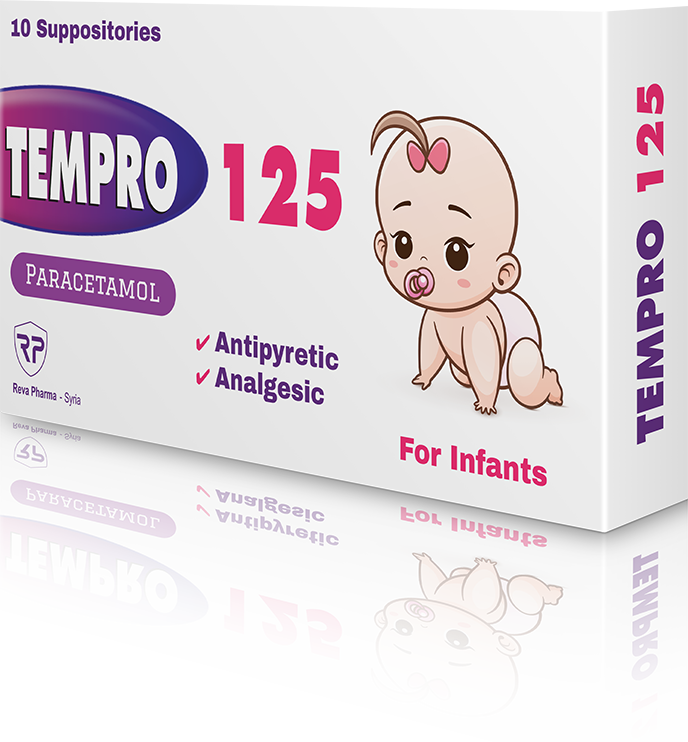 10 Suppositories
TEMPRO 125
PARACETAMOL
✓ Antipyretic
✓ Analgesic
RP
Reva Pharma - Syria
For Infants
TEMPRO 125